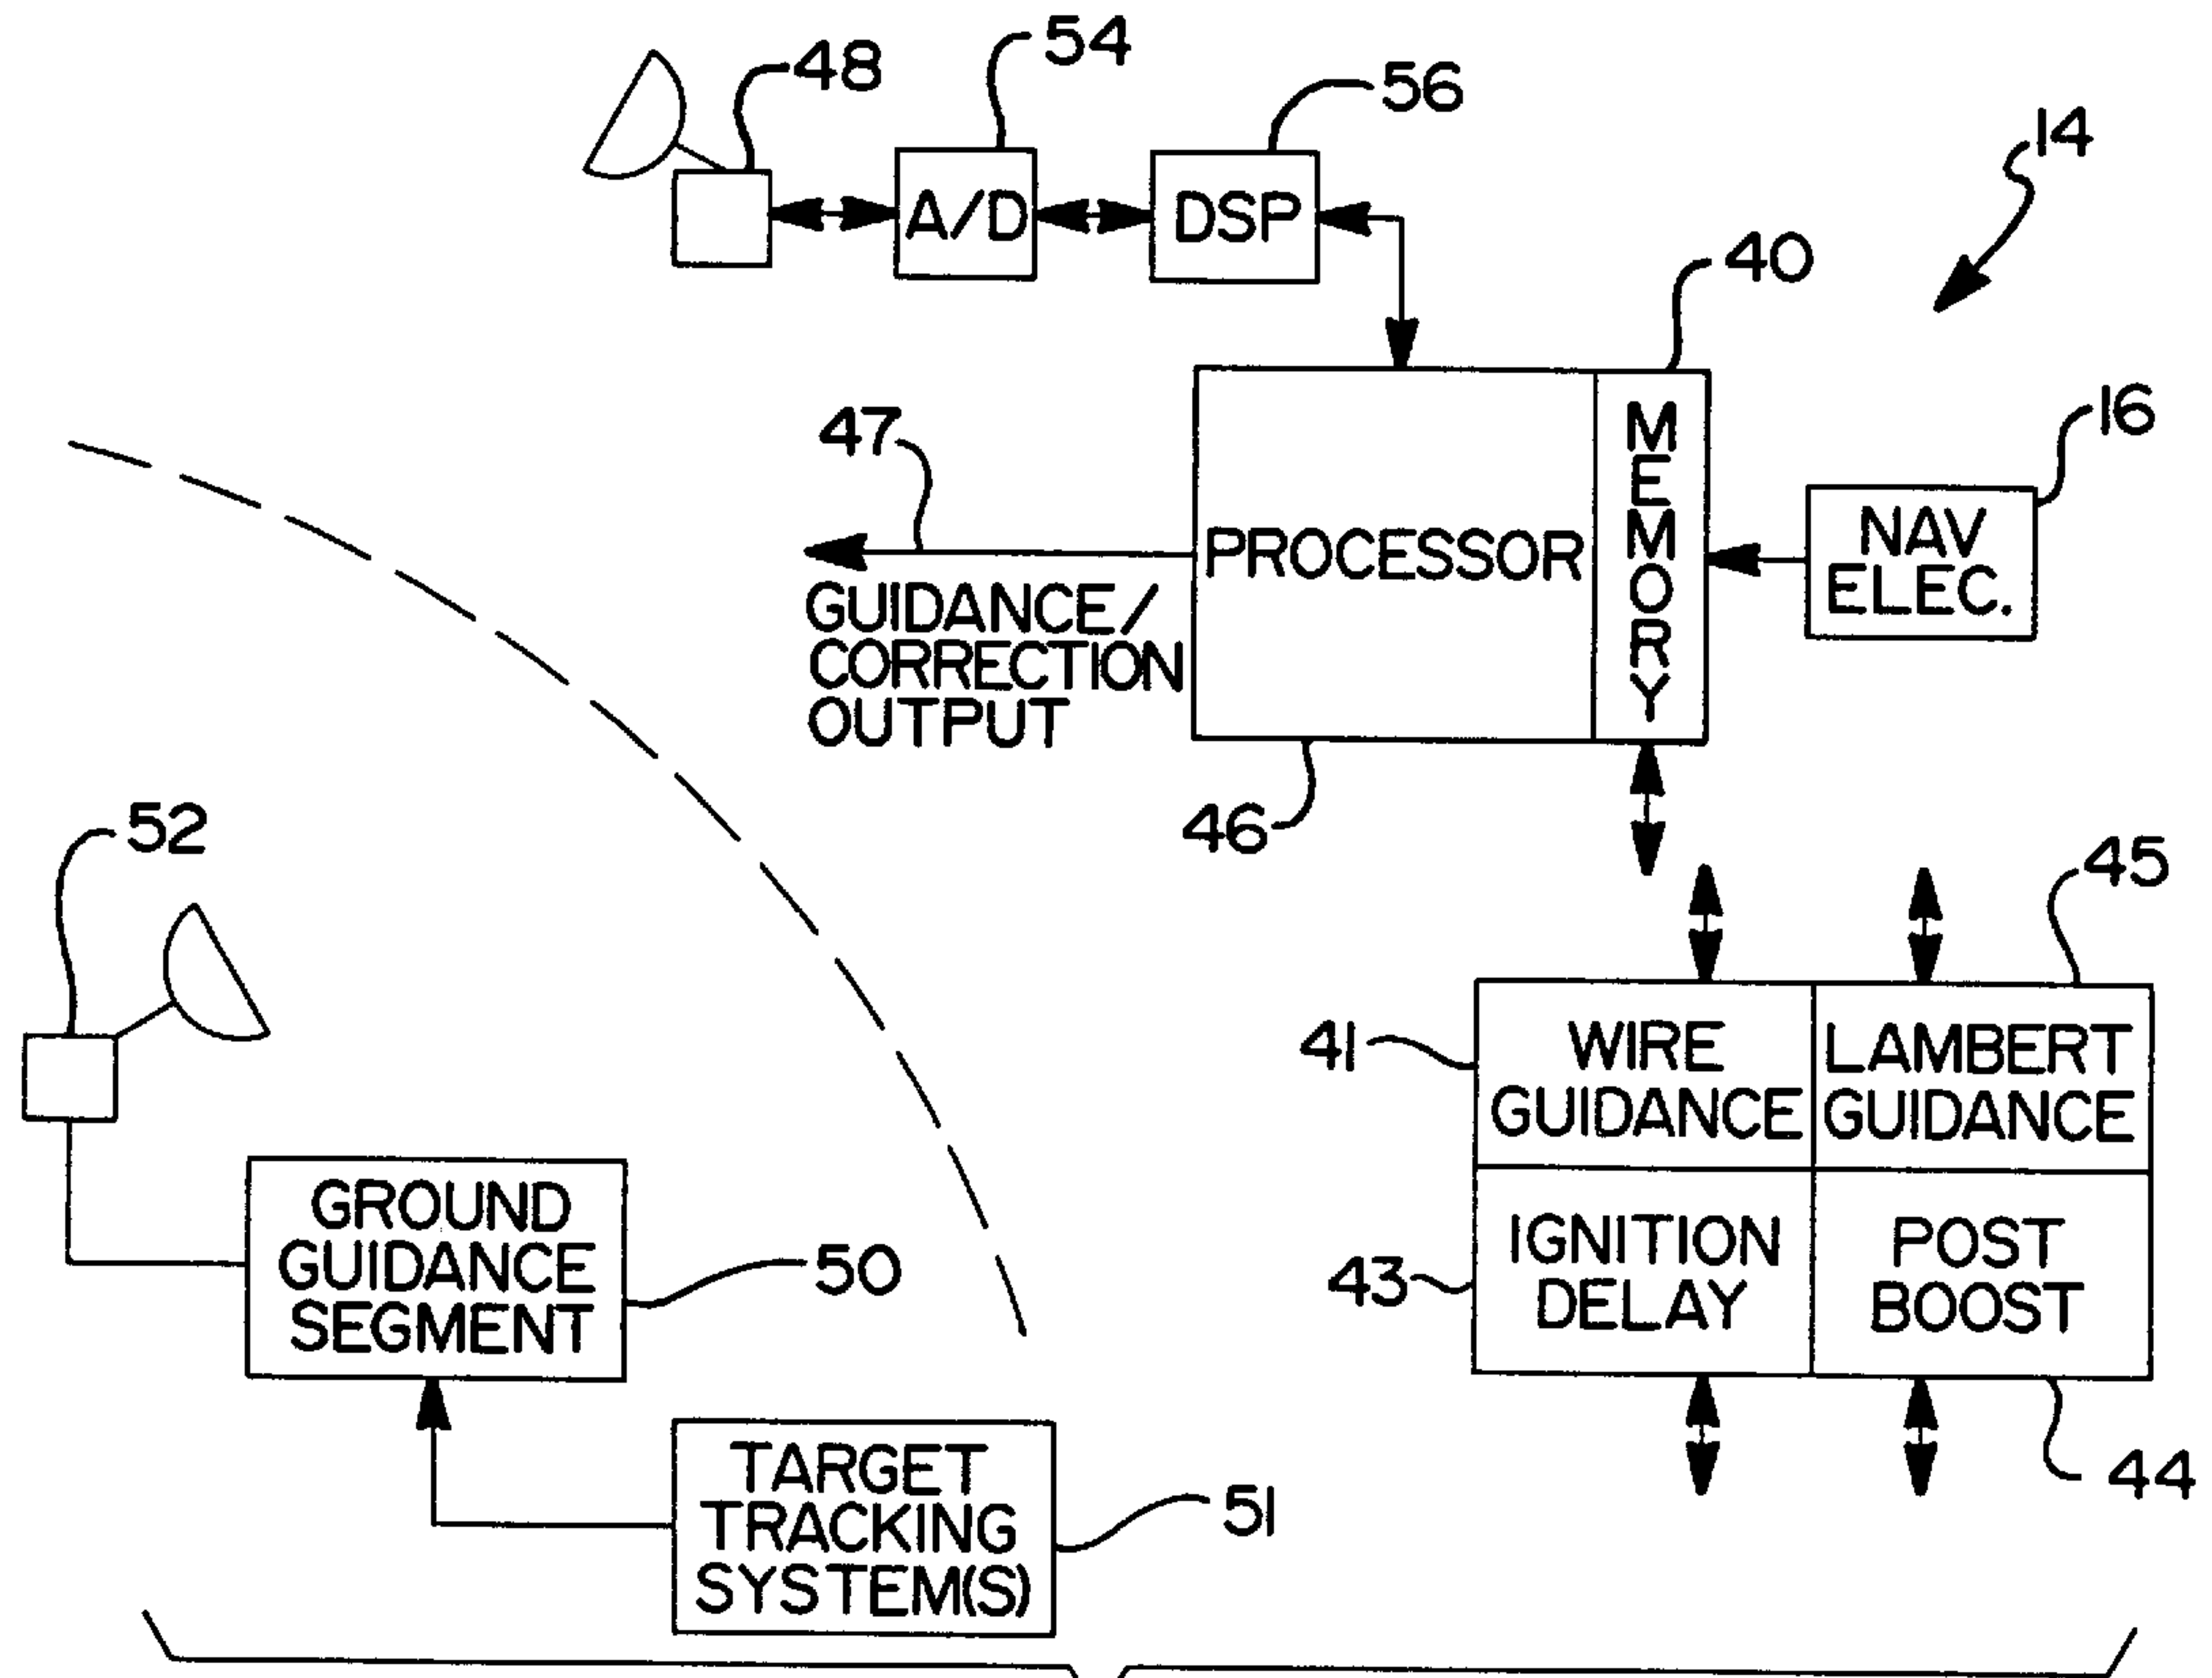 54
48
56
14
A/D
DSP
40
16
47
MEMORY
PROCESSOR
NAV
ELEC.
GUIDANCE/
CORRECTION
OUTPUT
46
52
45
41
WIRE
GUIDANCE
LAMBERT
GUIDANCE
GROUND
GUIDANCE
SEGMENT
50
43
IGNITION
DELAY
POST
BOOST
44
TARGET
TRACKING
SYSTEM(S)
51